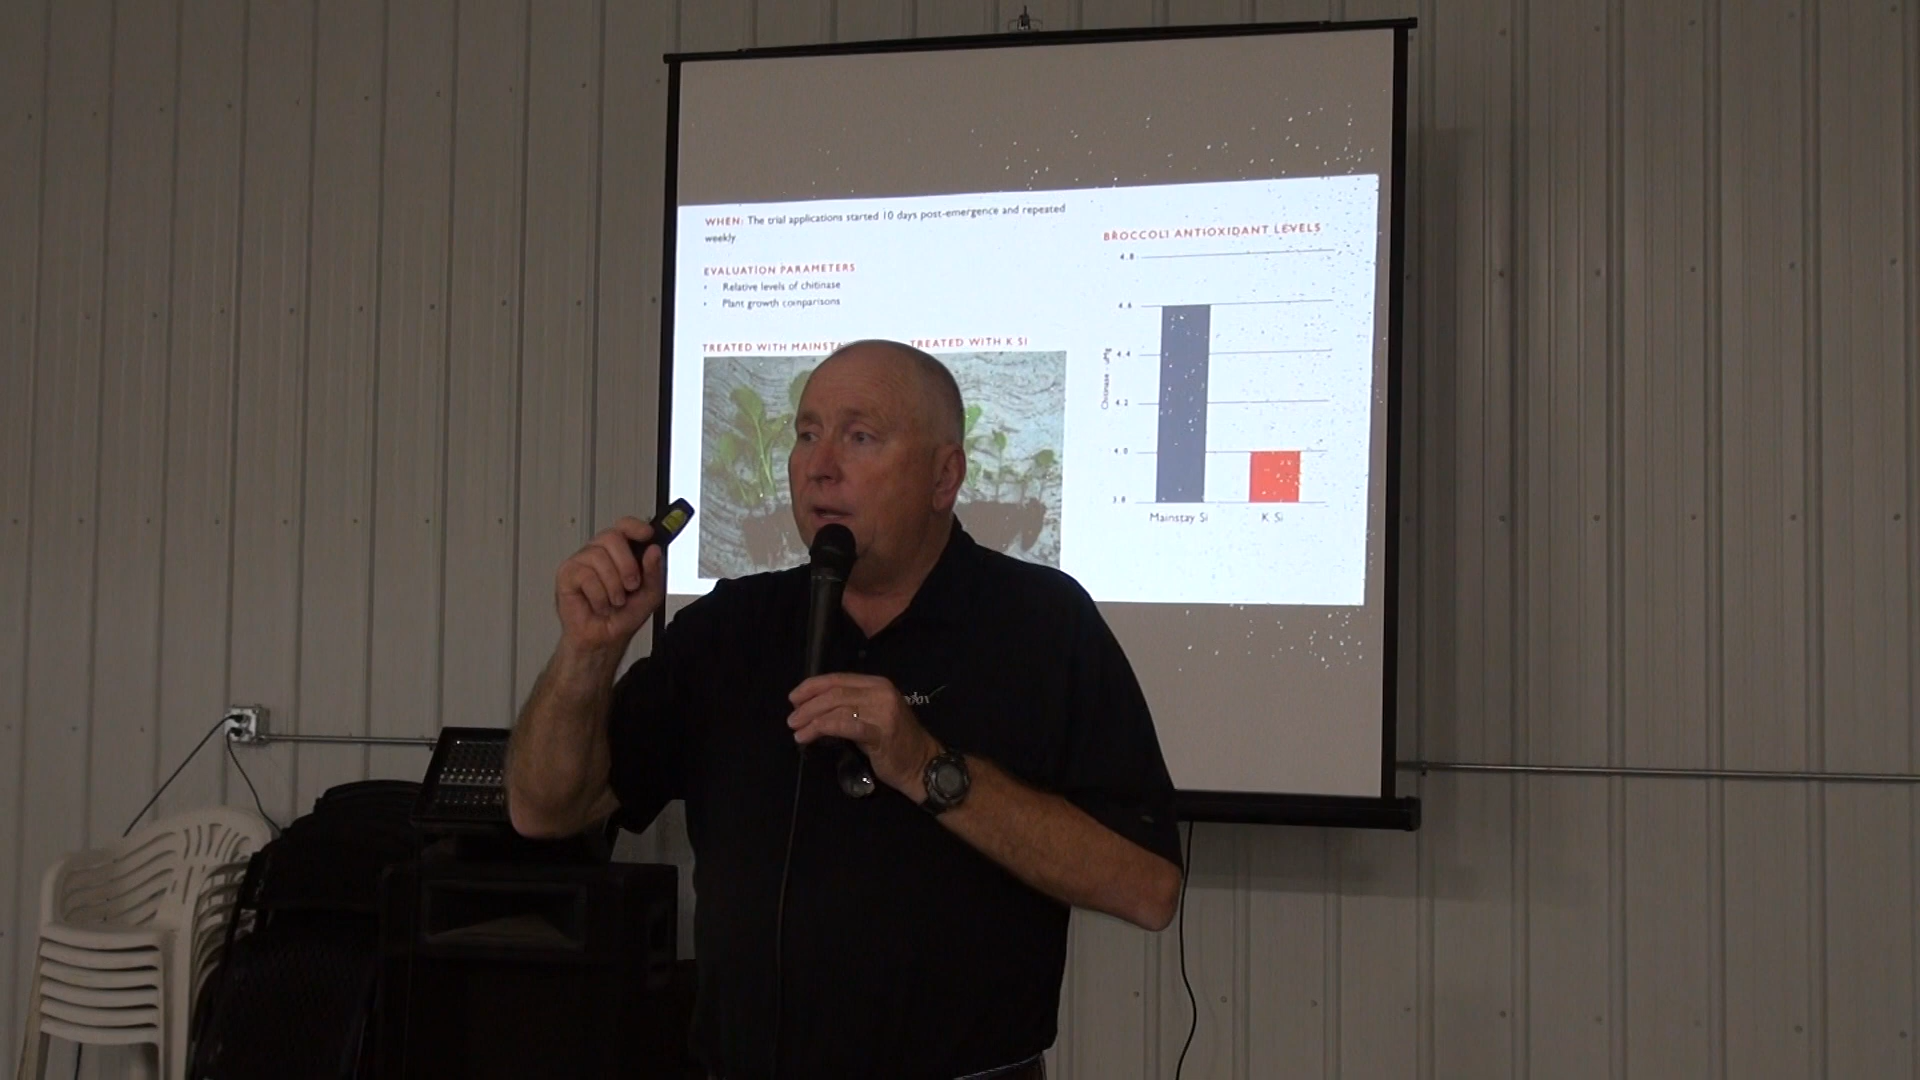 WHEN: The trial applications started 10 days post-emergence and repeated
weekly
EVALUATION PARAMETERS
• Relative levels of chitinase
• Plant growth comparisons
TREATED WITH MAINSTA
TREATED WITH K SI
BROCCOLI ANTIOXIDANT LEVELS
4.8
4.6
4.4
4.2
4.0
3.8
Mainstay Si
K Si